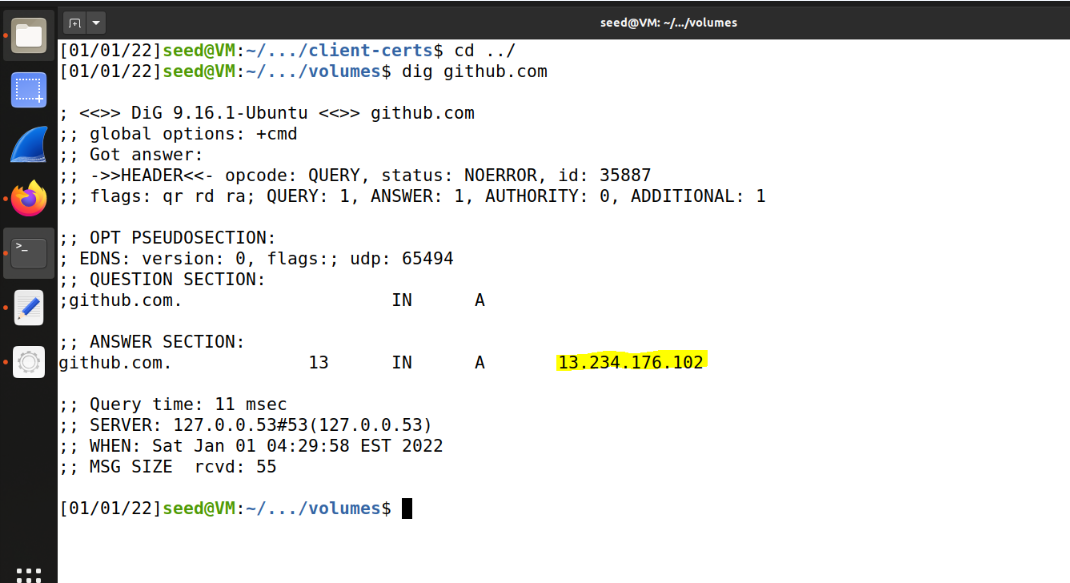 seed@VM: ~/.../volumes
[01/01/22]seed@VM:~/.../client-certs$ cd ../
[01/01/22]seed@VM:~/.../volumes$ dig github.com
; <<>> DiG 9.16.1-Ubuntu <<>> github.com
;; global options: +cmd
;; Got answer:
;; ->>HEADER<<- opcode: QUERY, status: NOERROR, id: 35887
;; flags: qr rd ra; QUERY: 1, ANSWER: 1, AUTHORITY: 0, ADDITIONAL: 1
;; OPT PSEUDOSECTION:
; EDNS: version: 0, flags:; udp: 65494
;; QUESTION SECTION:
;github.com. IN A
;; ANSWER SECTION:
github.com. 13 IN A 13.234.176.102
;; Query time: 11 msec
;; SERVER: 127.0.0.53#53(127.0.0.53)
;; WHEN: Sat Jan 01 04:29:58 EST 2022
;; MSG SIZE  rcvd: 55
[01/01/22]seed@VM:~/.../volumes$